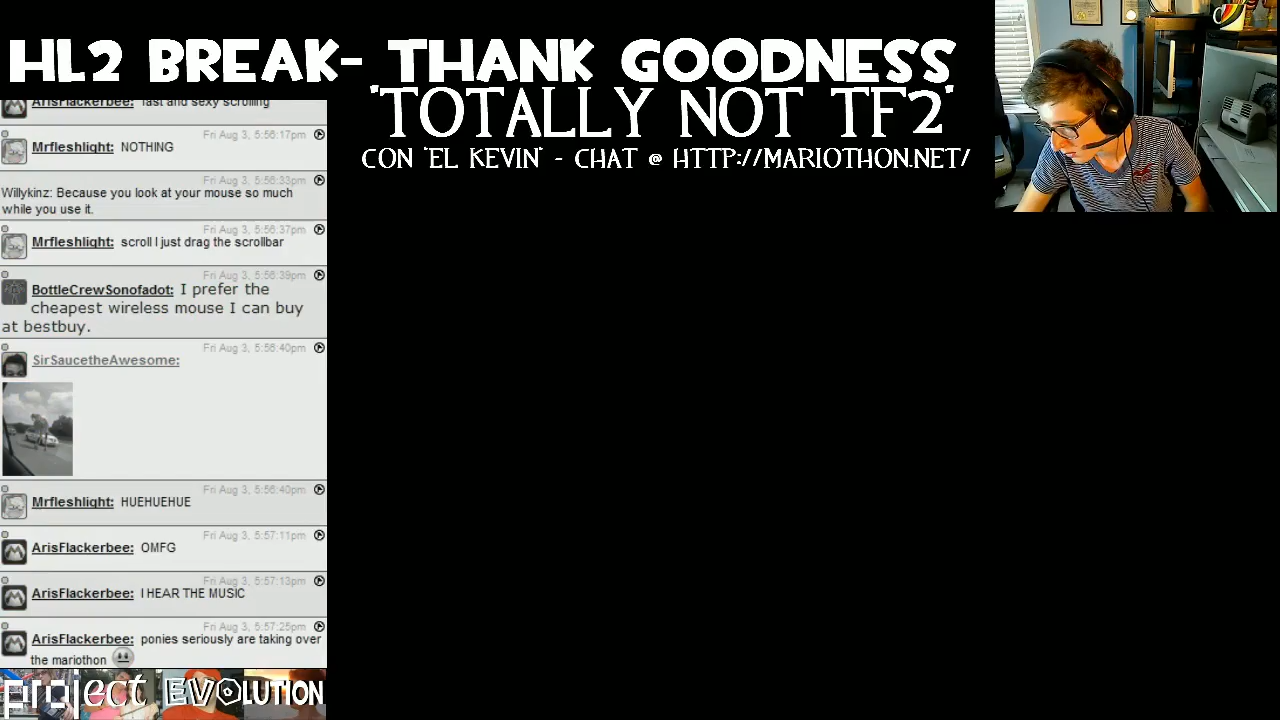 HL2 BREAK- THANK GOODNESS
"TOTALLY NOT TF2"
CON "EL KEVIN" - CHAT @ HTTP://MARIOTHON.NET/
ArisFlackerbee: fast and sexy scrolling
Fri Aug 3, 5:56:17pm
Mrfleshlight: NOTHING
Fri Aug 3, 5:56:33pm
Willykinz: Because you look at your mouse so much
while you use it.
Fri Aug 3, 5:56:37pm
Mrfleshlight: scroll I just drag the scrollbar
Fri Aug 3, 5:56:39pm
BottleCrewSonofadot: I prefer the
cheapest wireless mouse I can buy
at bestbuy.
Fri Aug 3, 5:56:40pm
SirSaucetheAwesome:
Fri Aug 3, 5:56:40pm
Mrfleshlight: HUEHUEHUE
Fri Aug 3, 5:57:11pm
ArisFlackerbee: OMFG
Fri Aug 3, 5:57:13pm
ArisFlackerbee: I HEAR THE MUSIC
Fri Aug 3, 5:57:25pm
ArisFlackerbee: ponies seriously are taking over
the mariothon
project EVOLUTION